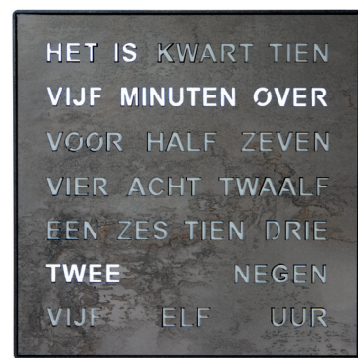 HET IS KWART TIEN
VIJF MINUTEN OVER
VOOR HALF ZEVEN
VIER ACHT TWAALF
EEN ZES TIEN DRIE
TWEE NEGEN
VIJF ELF UUR